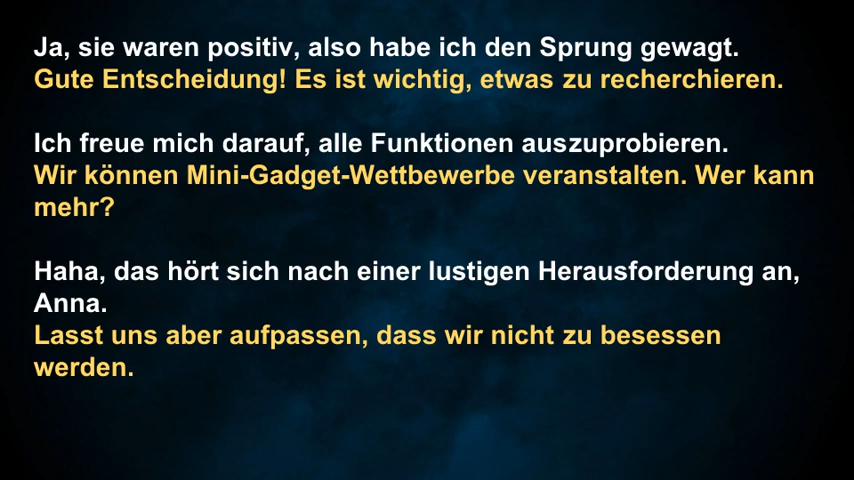 Ja, sie waren positiv, also habe ich den Sprung gewagt.
Gute Entscheidung! Es ist wichtig, etwas zu recherchieren.
Ich freue mich darauf, alle Funktionen auszuprobieren.
Wir können Mini-Gadget-Wettbewerbe veranstalten. Wer kann
mehr?
Haha, das hört sich nach einer lustigen Herausforderung an,
Anna.
Lasst uns aber aufpassen, dass wir nicht zu besessen
werden.